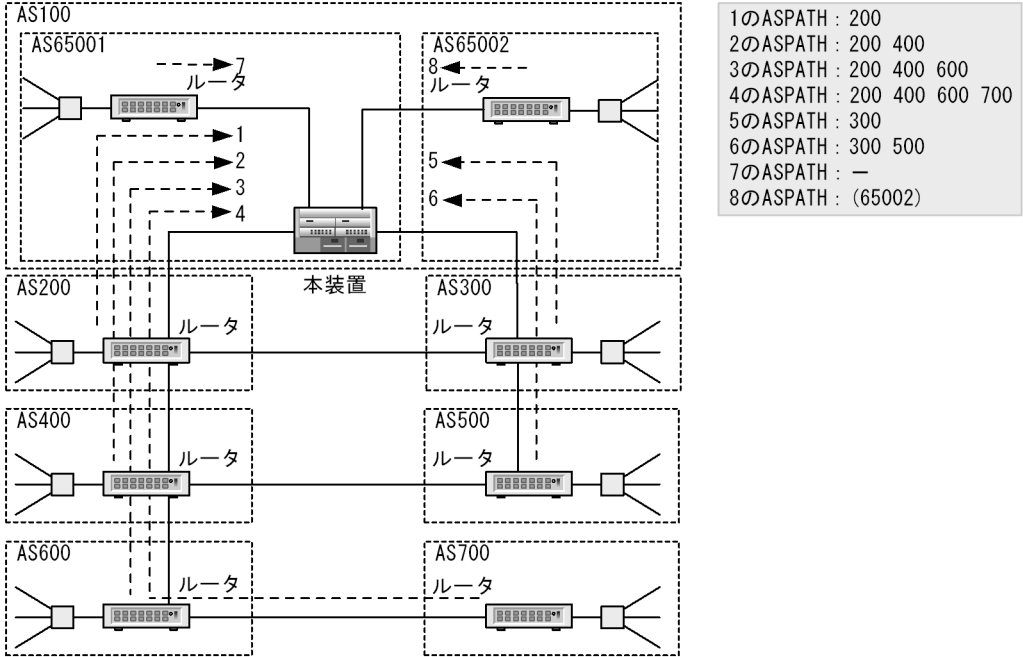 AS100
AS65001
AS65002
7
ルータ
8
ルータ
1
2
3
4
5
6
本装置
AS200
ルータ
AS300
ルータ
AS400
ルータ
AS500
ルータ
AS600
ルータ
AS700
ルータ
1のASPATH：200
2のASPATH：200 400
3のASPATH：200 400 600
4のASPATH：200 400 600 700
5のASPATH：300
6のASPATH：300 500
7のASPATH：－
8のASPATH：(65002)